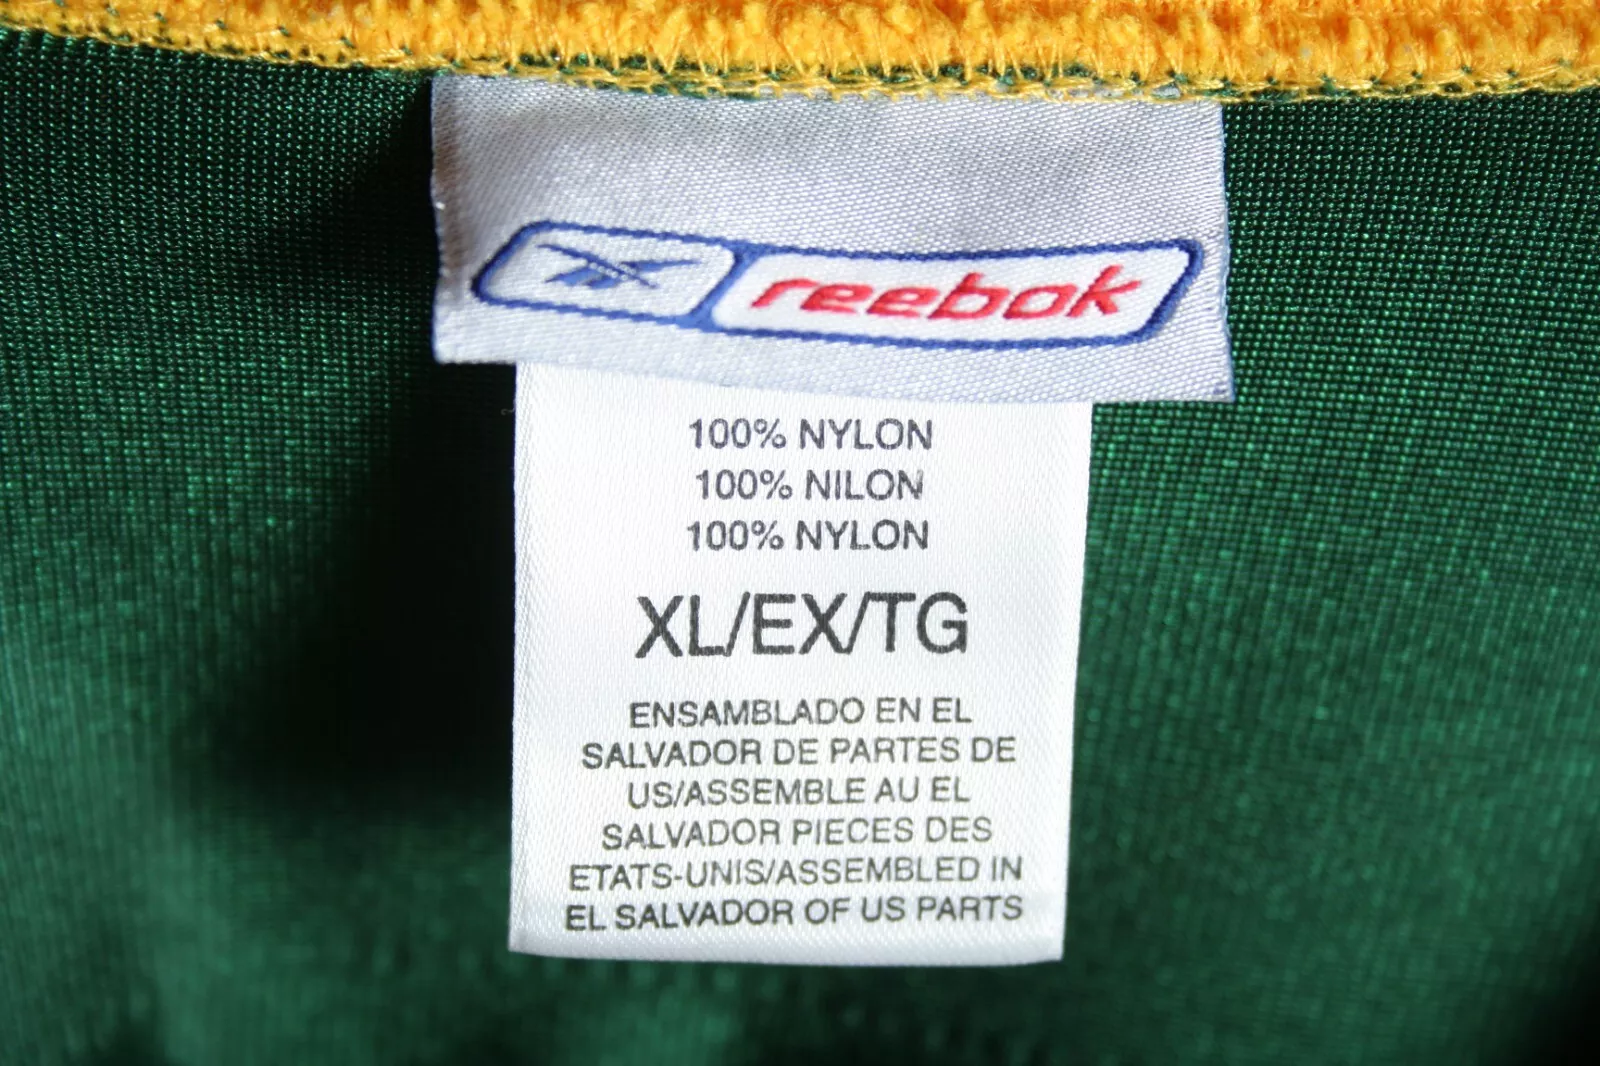 reebok
100% NYLON
100% NILON
100% NYLON
XL/EX/TG
ENSAMBLADO EN EL
SALVADOR DE PARTES DE
US/ASSEMBLE AU EL
SALVADOR PIECES DES
ETATS-UNIS/ASSEMBLED IN
EL SALVADOR OF US PARTS